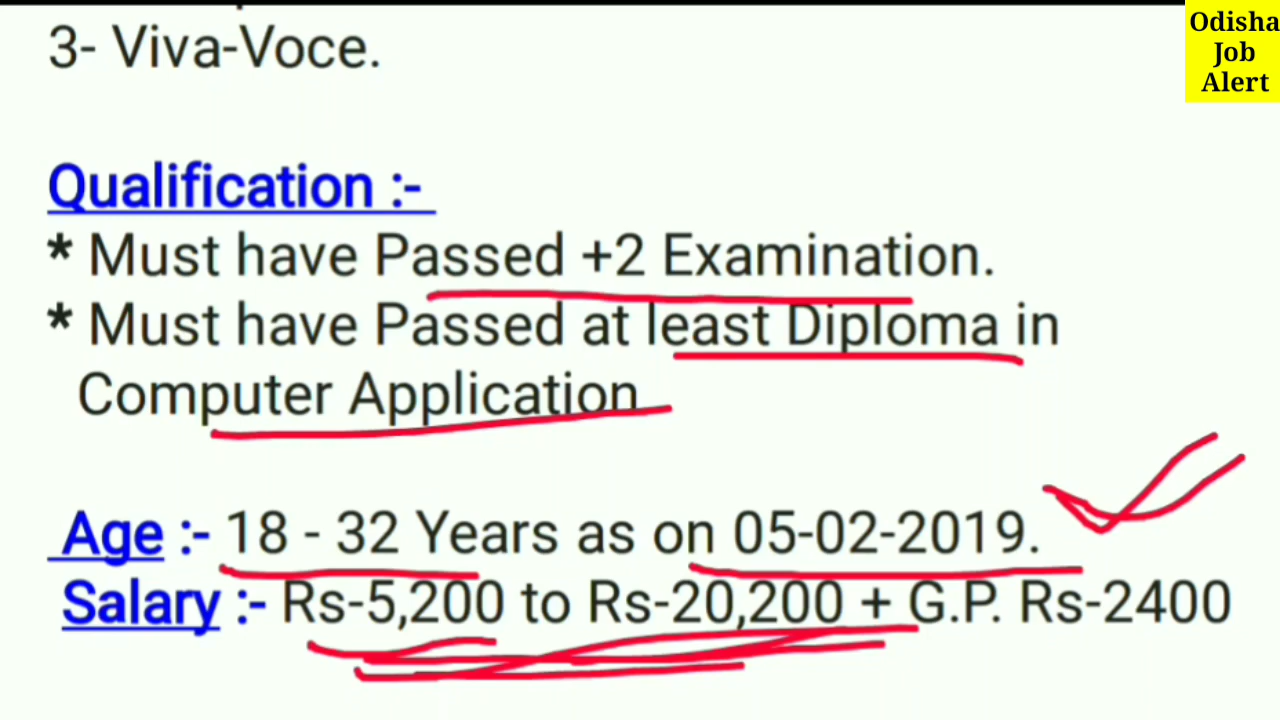 3- Viva-Voce.
Odisha
Job
Alert
Qualification :-
* Must have Passed +2 Examination.
* Must have Passed at least Diploma in
Computer Application
Age :- 18 - 32 Years as on 05-02-2019.
Salary :- Rs-5,200 to Rs-20,200 + G.P. Rs-2400